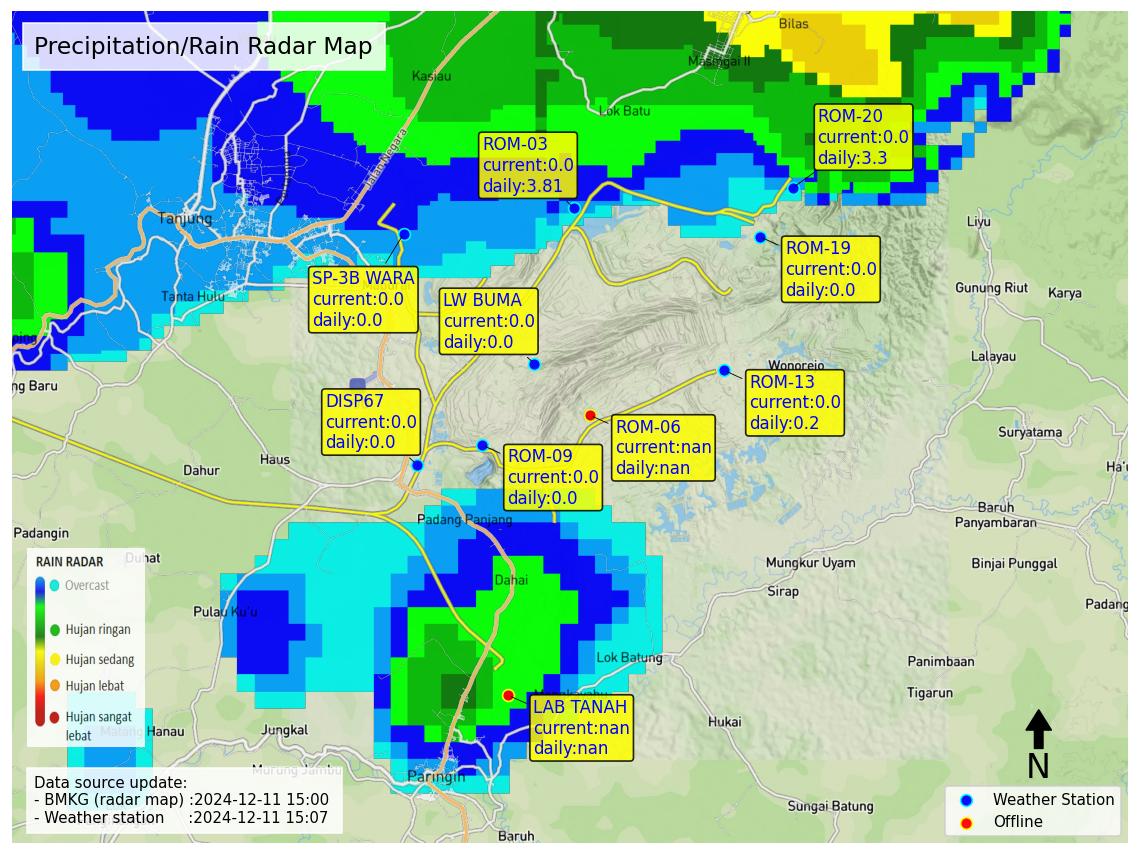 Precipitation/Rain Radar Map
Bilas
Masingai II
Kasiau
Lok Batu
Jalan Negara
ROM-20
current:0.0
daily:3.3
ROM-03
current:0.0
daily:3.81
Tanjung
Liyu
ROM-19
current:0.0
daily:0.0
SP-3B WARA
current:0.0
daily:0.0
LW BUMA
current:0.0
daily:0.0
Tanta Hulu
Gunung Riut
Karya
ping
Lalayau
Wonorejo
ng Baru
ROM-13
current:0.0
daily:0.2
DISP67
current:0.0
daily:0.0
ROM-06
current:nan
daily:nan
Suryatama
ROM-09
current:0.0
daily:0.0
Haus
Dahur
Ha'u
Baruh
Panyambaran
Padang Panjang
Padangin
Duhat
Mungkur Uyam
Binjai Punggal
Dahai
Sirap
Padang
Pulau Ku'u
RAIN RADAR
Overcast
Hujan ringan
Hujan sedang
Hujan lebat
Hujan sangat
lebat
Lok Batung
Panimbaan
Tigarun
LAB TANAH
current:nan
daily:nan
Hukai
Jungkal
Hanau
Murung Jambu
Paringin
Sungai Batung
Baruh
N
Data source update:
- BMKG (radar map) :2024-12-11 15:00
- Weather station :2024-12-11 15:07
Weather Station
Offline